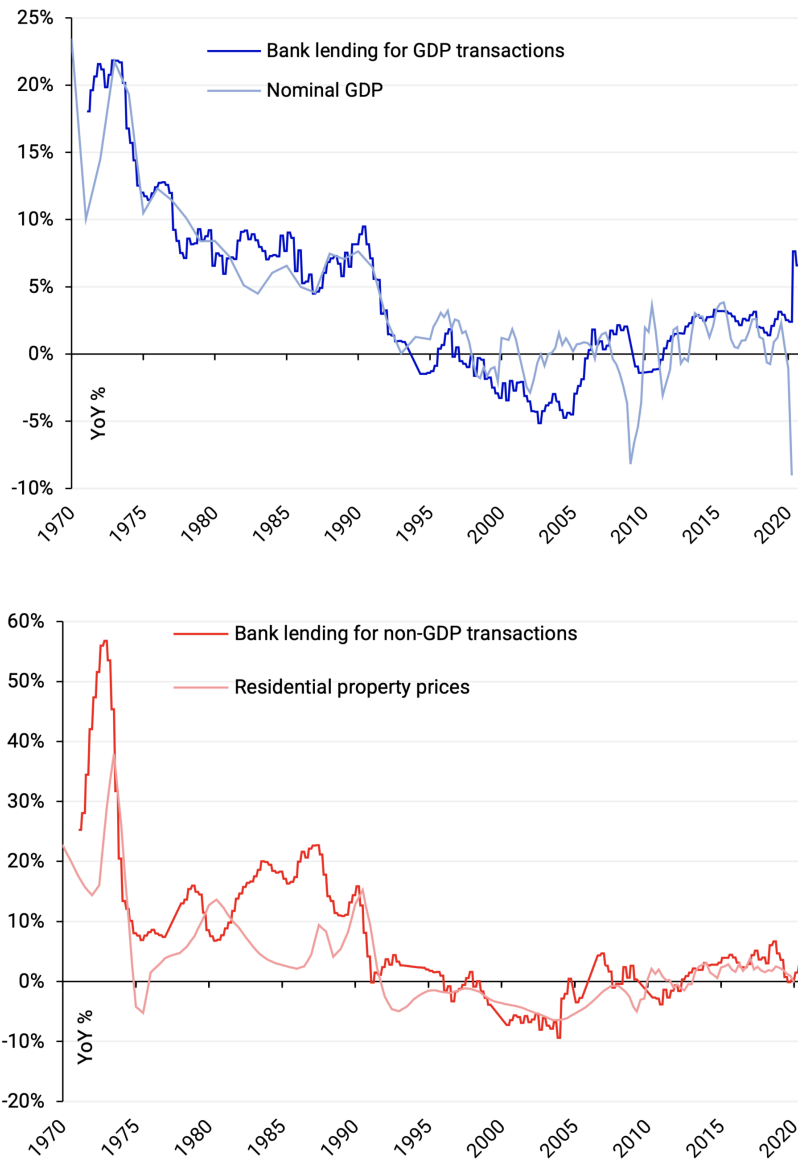 25%
Bank lending for GDP transactions
20%
Nominal GDP
15%
10%
5%
0%
-5%
YoY %
-10%
1970 1975 1980 1985 1990 1995 2000 2005 2010 2015 2020
60%
Bank lending for non-GDP transactions
50%
Residential property prices
40%
30%
20%
10%
0%
-10%
YoY %
-20%
1970 1975 1980 1985 1990 1995 2000 2005 2010 2015 2020